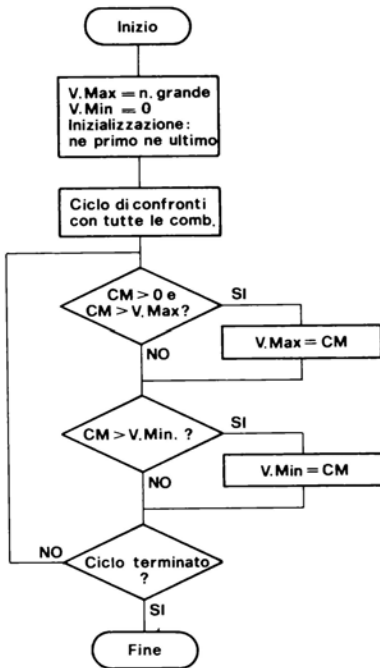 Inizio
V.Max = n. grande
V.Min = 0
Inizializzazione:
ne primo ne ultimo
Ciclo di confronti
con tutte le comb.
CM > 0 e
CM > V.Max?
SI
V.Max = CM
NO
CM > V.Min. ?
SI
V.Min = CM
NO
NO
Ciclo terminato
?
SI
Fine